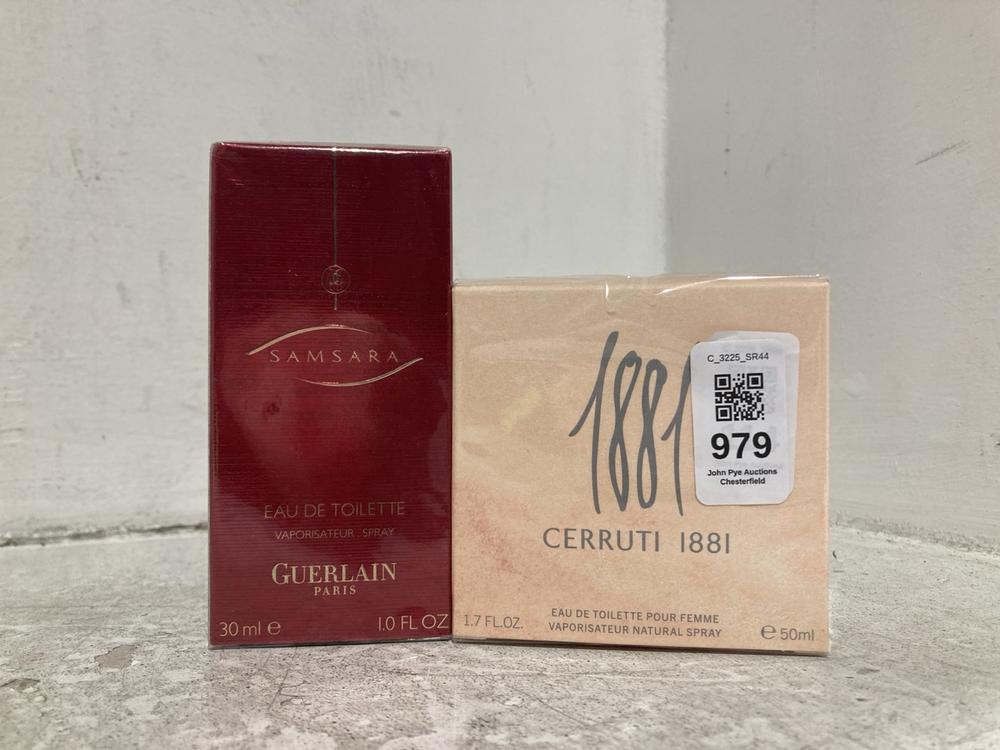 SAMSARA
EAU DE TOILETTE
VAPORISATEUR SPRAY
GUERLAIN
PARIS
30 ml e
1.0 FL OZ
1881
CERRUTI 1881
1.7 FL.OZ.
EAU DE TOILETTE POUR FEMME
VAPORISATEUR NATURAL SPRAY
e 50ml
C_3225_SR44
979
John Pye Auctions
Chesterfield